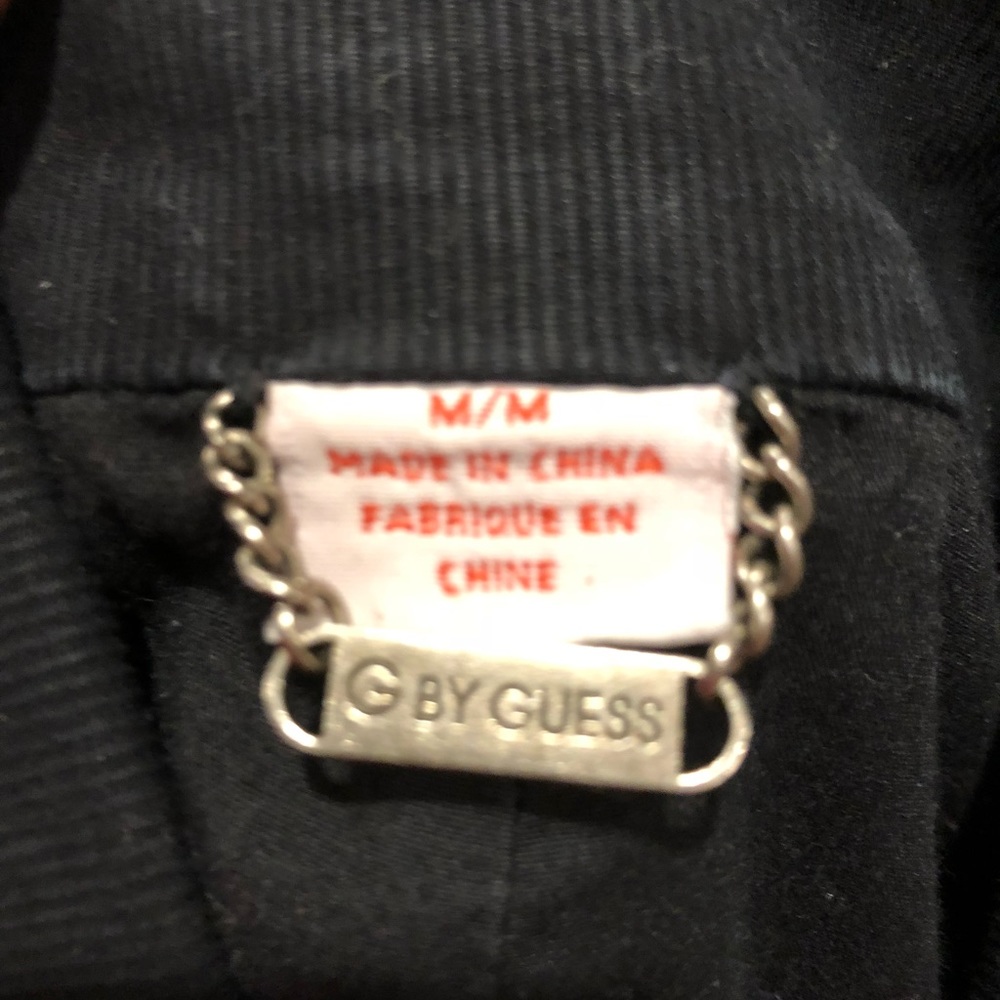 M/M
MADE IN CHINA
FABRIQUE EN
CHINE
G BY GUESS